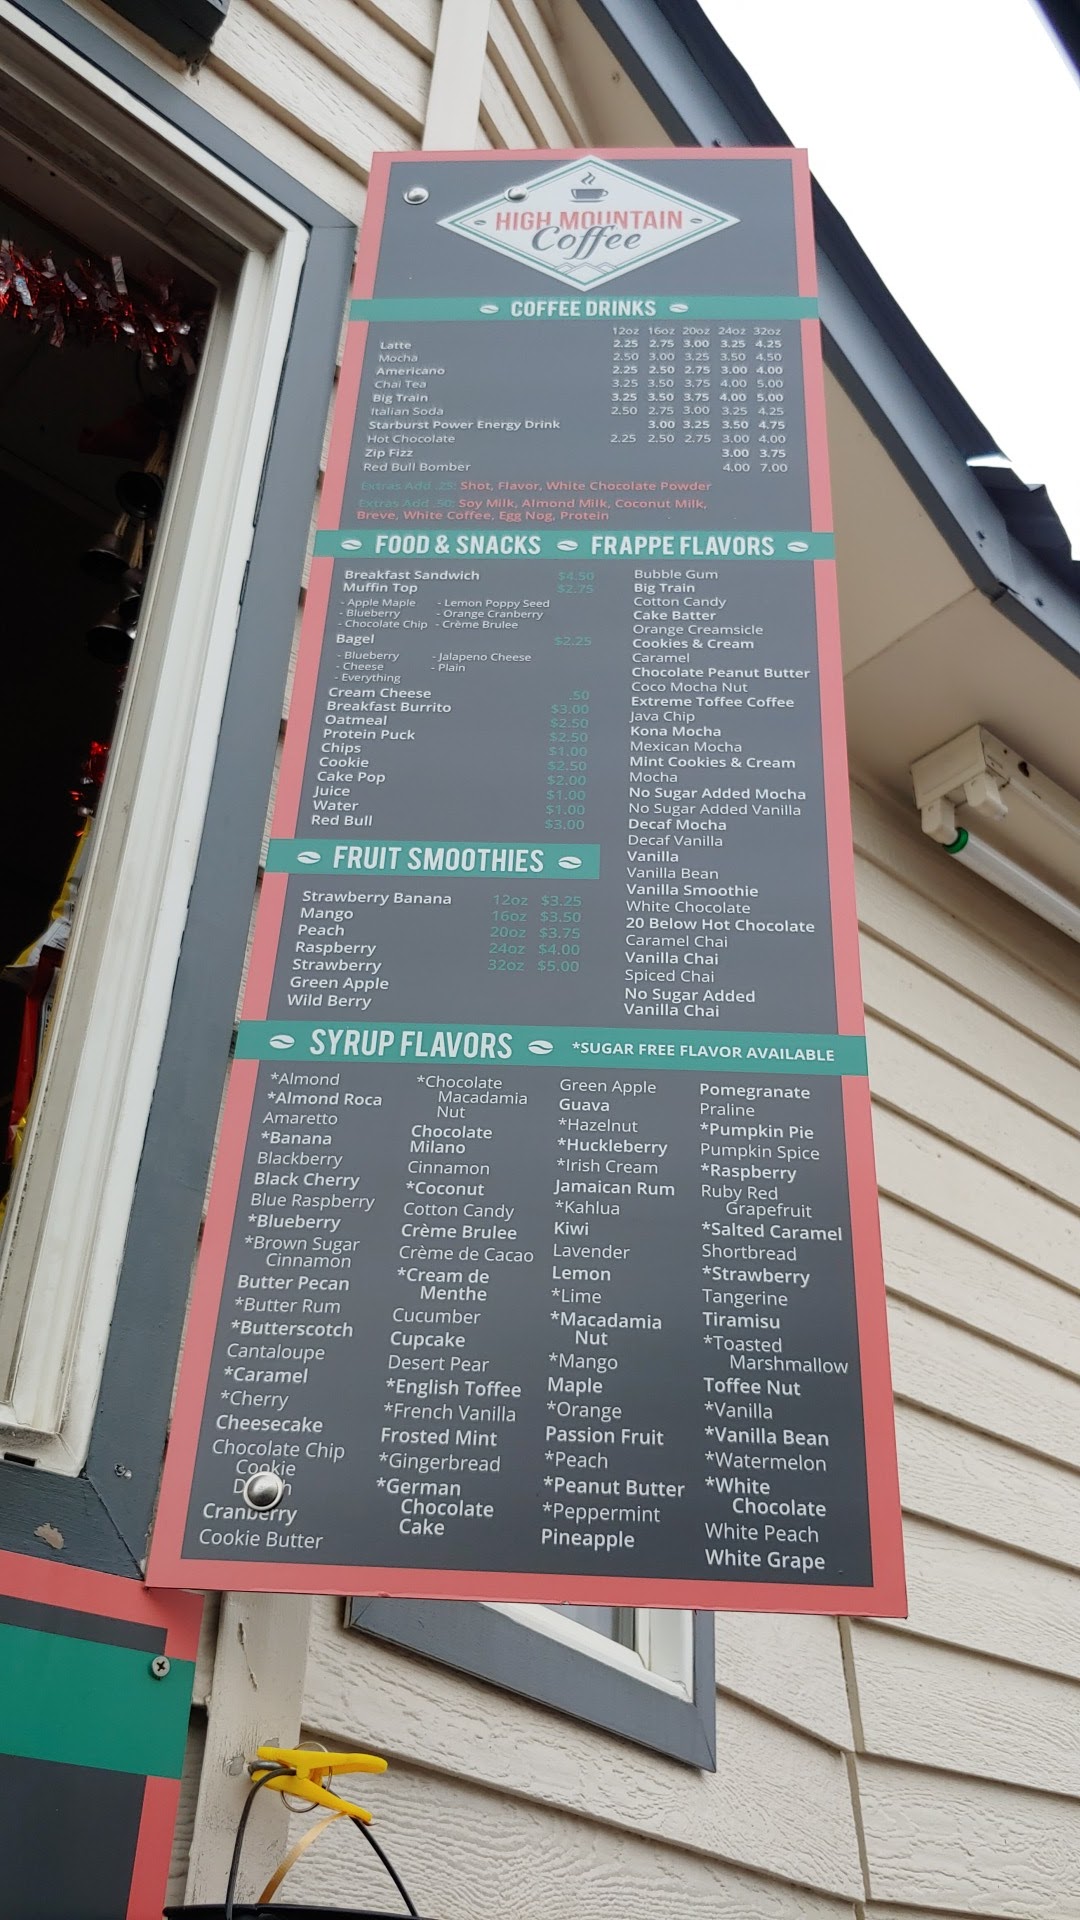 HIGH MOUNTAIN
Coffee
COFFEE DRINKS
12oz 16oz 20oz 24oz 32oz
Latte 2.25 2.75 3.00 3.25 4.25
Mocha 2.50 3.00 3.25 3.50 4.50
Americano 2.25 2.50 2.75 3.00 4.00
Chai Tea 3.25 3.50 3.75 4.00 5.00
Big Train 3.25 3.50 3.75 4.00 5.00
Italian Soda 2.50 2.75 3.00 3.25 4.25
Starburst Power Energy Drink 3.00 3.25 3.50 4.75
Hot Chocolate 2.25 2.50 2.75 3.00 4.00
Zip Fizz 3.00 3.75
Red Bull Bomber 4.00 7.00
Extras Add .25: Shot, Flavor, White Chocolate Powder
Extras Add .50: Soy Milk, Almond Milk, Coconut Milk,
Breve, White Coffee, Egg Nog, Protein
FOOD & SNACKS
Breakfast Sandwich $4.50
Muffin Top $2.75
- Apple Maple - Lemon Poppy Seed
- Blueberry - Orange Cranberry
- Chocolate Chip - Crème Brulee
Bagel $2.25
- Blueberry - Jalapeno Cheese
- Cheese - Plain
- Everything
Cream Cheese .50
Breakfast Burrito $3.00
Oatmeal $2.50
Protein Puck $2.50
Chips $1.00
Cookie $2.50
Cake Pop $2.00
Juice $1.00
Water $1.00
Red Bull $3.00
FRAPPE FLAVORS
Bubble Gum
Big Train
Cotton Candy
Cake Batter
Orange Creamsicle
Cookies & Cream
Caramel
Chocolate Peanut Butter
Coco Mocha Nut
Extreme Toffee Coffee
Java Chip
Kona Mocha
Mexican Mocha
Mint Cookies & Cream
Mocha
No Sugar Added Mocha
No Sugar Added Vanilla
Decaf Mocha
Decaf Vanilla
Vanilla
Vanilla Bean
Vanilla Smoothie
White Chocolate
20 Below Hot Chocolate
Caramel Chai
Vanilla Chai
Spiced Chai
No Sugar Added
Vanilla Chai
FRUIT SMOOTHIES
Strawberry Banana 12oz $3.25
Mango 16oz $3.50
Peach 20oz $3.75
Raspberry 24oz $4.00
Strawberry 32oz $5.00
Green Apple
Wild Berry
SYRUP FLAVORS *SUGAR FREE FLAVOR AVAILABLE
*Almond
*Almond Roca
Amaretto
*Banana
Blackberry
Black Cherry
Blue Raspberry
*Blueberry
*Brown Sugar
Cinnamon
Butter Pecan
*Butter Rum
*Butterscotch
Cantaloupe
*Caramel
*Cherry
Cheesecake
Chocolate Chip
Cookie
Cranberry
Cookie Butter
*Chocolate
Macadamia
Nut
Chocolate
Milano
Cinnamon
*Coconut
Cotton Candy
Crème Brulee
Crème de Cacao
*Cream de
Menthe
Cucumber
Cupcake
Desert Pear
*English Toffee
*French Vanilla
Frosted Mint
*Gingerbread
*German
Chocolate
Cake
Green Apple
Guava
*Hazelnut
*Huckleberry
*Irish Cream
Jamaican Rum
*Kahlua
Kiwi
Lavender
Lemon
*Lime
*Macadamia
Nut
*Mango
Maple
*Orange
Passion Fruit
*Peach
*Peanut Butter
*Peppermint
Pineapple
Pomegranate
Praline
*Pumpkin Pie
Pumpkin Spice
*Raspberry
Ruby Red
Grapefruit
*Salted Caramel
Shortbread
*Strawberry
Tangerine
Tiramisu
*Toasted
Marshmallow
Toffee Nut
*Vanilla
*Vanilla Bean
*Watermelon
*White
Chocolate
White Peach
White Grape